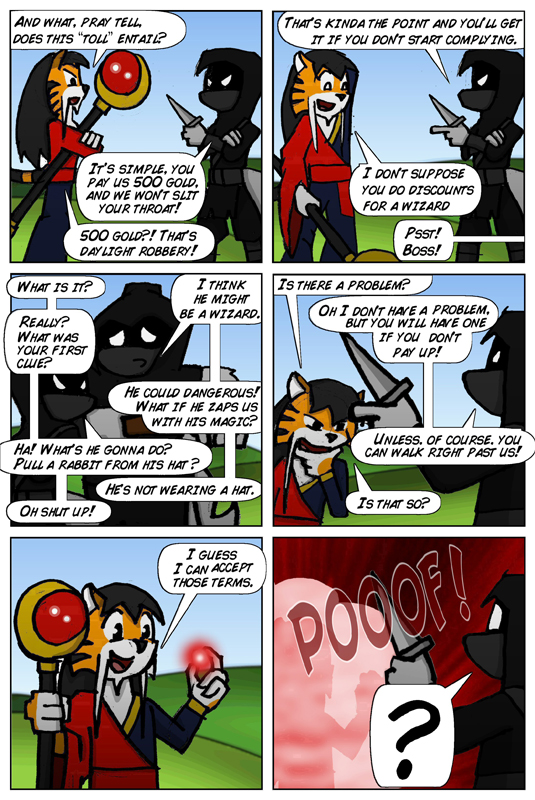 AND WHAT, PRAY TELL,
DOES THIS "TOLL" ENTAIL?
IT'S SIMPLE, YOU
PAY US 500 GOLD,
AND WE WON'T SLIT
YOUR THROAT!
500 GOLD?! THAT'S
DAYLIGHT ROBBERY!
THAT'S KINDA THE POINT AND YOU'LL GET
IT IF YOU DON'T START COMPLYING.
I DON'T SUPPOSE
YOU DO DISCOUNTS
FOR A WIZARD
PSST!
BOSS!
WHAT IS IT?
I THINK
HE MIGHT
BE A WIZARD.
REALLY?
WHAT WAS
YOUR FIRST
CLUE?
HE COULD DANGEROUS!
WHAT IF HE ZAPS US
WITH HIS MAGIC?
HA! WHAT'S HE GONNA DO?
PULL A RABBIT FROM HIS HAT?
HE'S NOT WEARING A HAT.
OH SHUT UP!
IS THERE A PROBLEM?
OH I DON'T HAVE A PROBLEM,
BUT YOU WILL HAVE ONE
IF YOU DON'T
PAY UP!
UNLESS, OF COURSE, YOU
CAN WALK RIGHT PAST US!
IS THAT SO?
I GUESS
I CAN ACCEPT
THOSE TERMS.
POOOF!
?